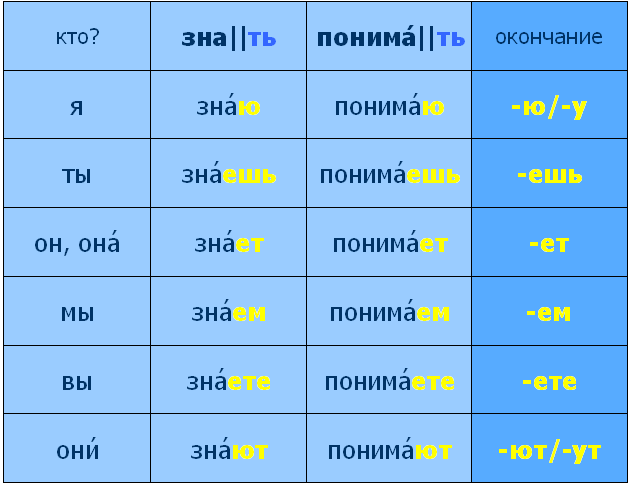 кто? зна||ть понима́||ть окончание
я зна́ю понима́ю -ю/-у
ты зна́ешь понима́ешь -ешь
он, она́ зна́ет понима́ет -ет
мы зна́ем понима́ем -ем
вы зна́ете понима́ете -ете
они́ зна́ют понима́ют -ют/-ут